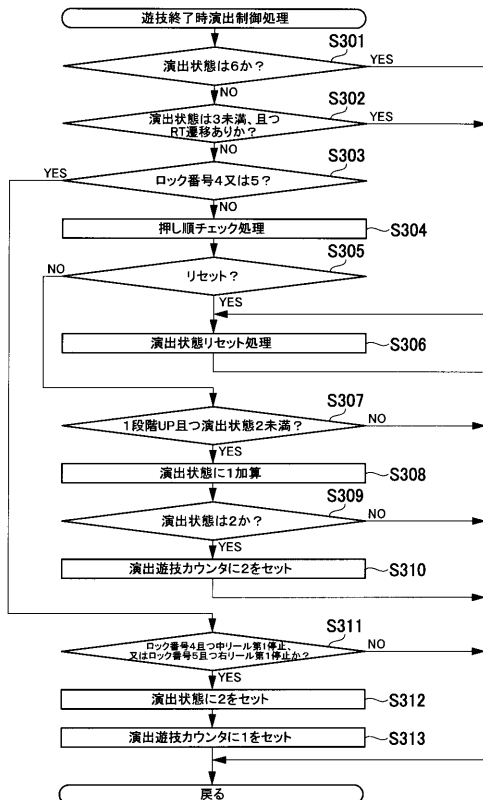 遊技終了時演出制御処理
S301
演出状態は6か?
YES
NO
S302
演出状態は3未満、且つ
RT遷移ありか?
YES
NO
S303
YES
ロック番号4又は5?
NO
押し順チェック処理
S304
S305
NO
リセット?
YES
演出状態リセット処理
S306
S307
1段階UP且つ演出状態2未満?
NO
YES
演出状態に1加算
S308
S309
演出状態は2か?
NO
YES
演出遊技カウンタに2をセット
S310
S311
ロック番号4且つ中リール第1停止、
又はロック番号5且つ右リール第1停止か?
NO
YES
演出状態に2をセット
S312
演出遊技カウンタに1をセット
S313
戻る